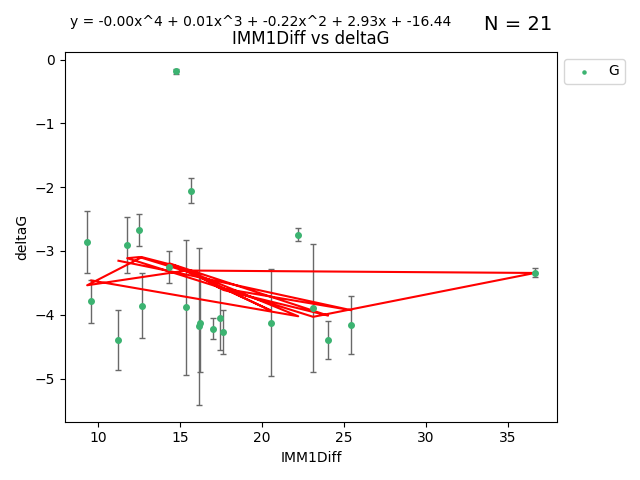 y = -0.00x^4 + 0.01x^3 + -0.22x^2 + 2.93x + -16.44
N = 21
IMM1Diff vs deltaG
G
0
−1
−2
−3
−4
−5
deltaG
10 15 20 25 30 35
IMM1Diff